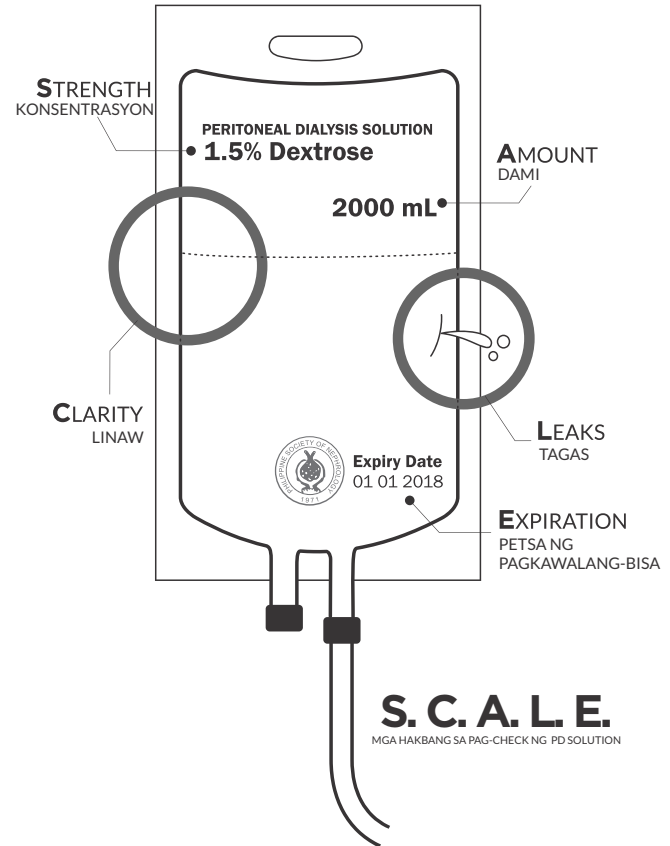 STRENGTH
KONSENTRASYON
PERITONEAL DIALYSIS SOLUTION
1.5% Dextrose
AMOUNT
DAMI
2000 mL
CLARITY
LINAW
LEAKS
TAGAS
PHILIPPINE SOCIETY OF NEPHROLOGY
1971
Expiry Date
01 01 2018
EXPIRATION
PETSA NG
PAGKAWALANG-BISA
S. C. A. L. E.
MGA HAKBANG SA PAG-CHECK NG PD SOLUTION